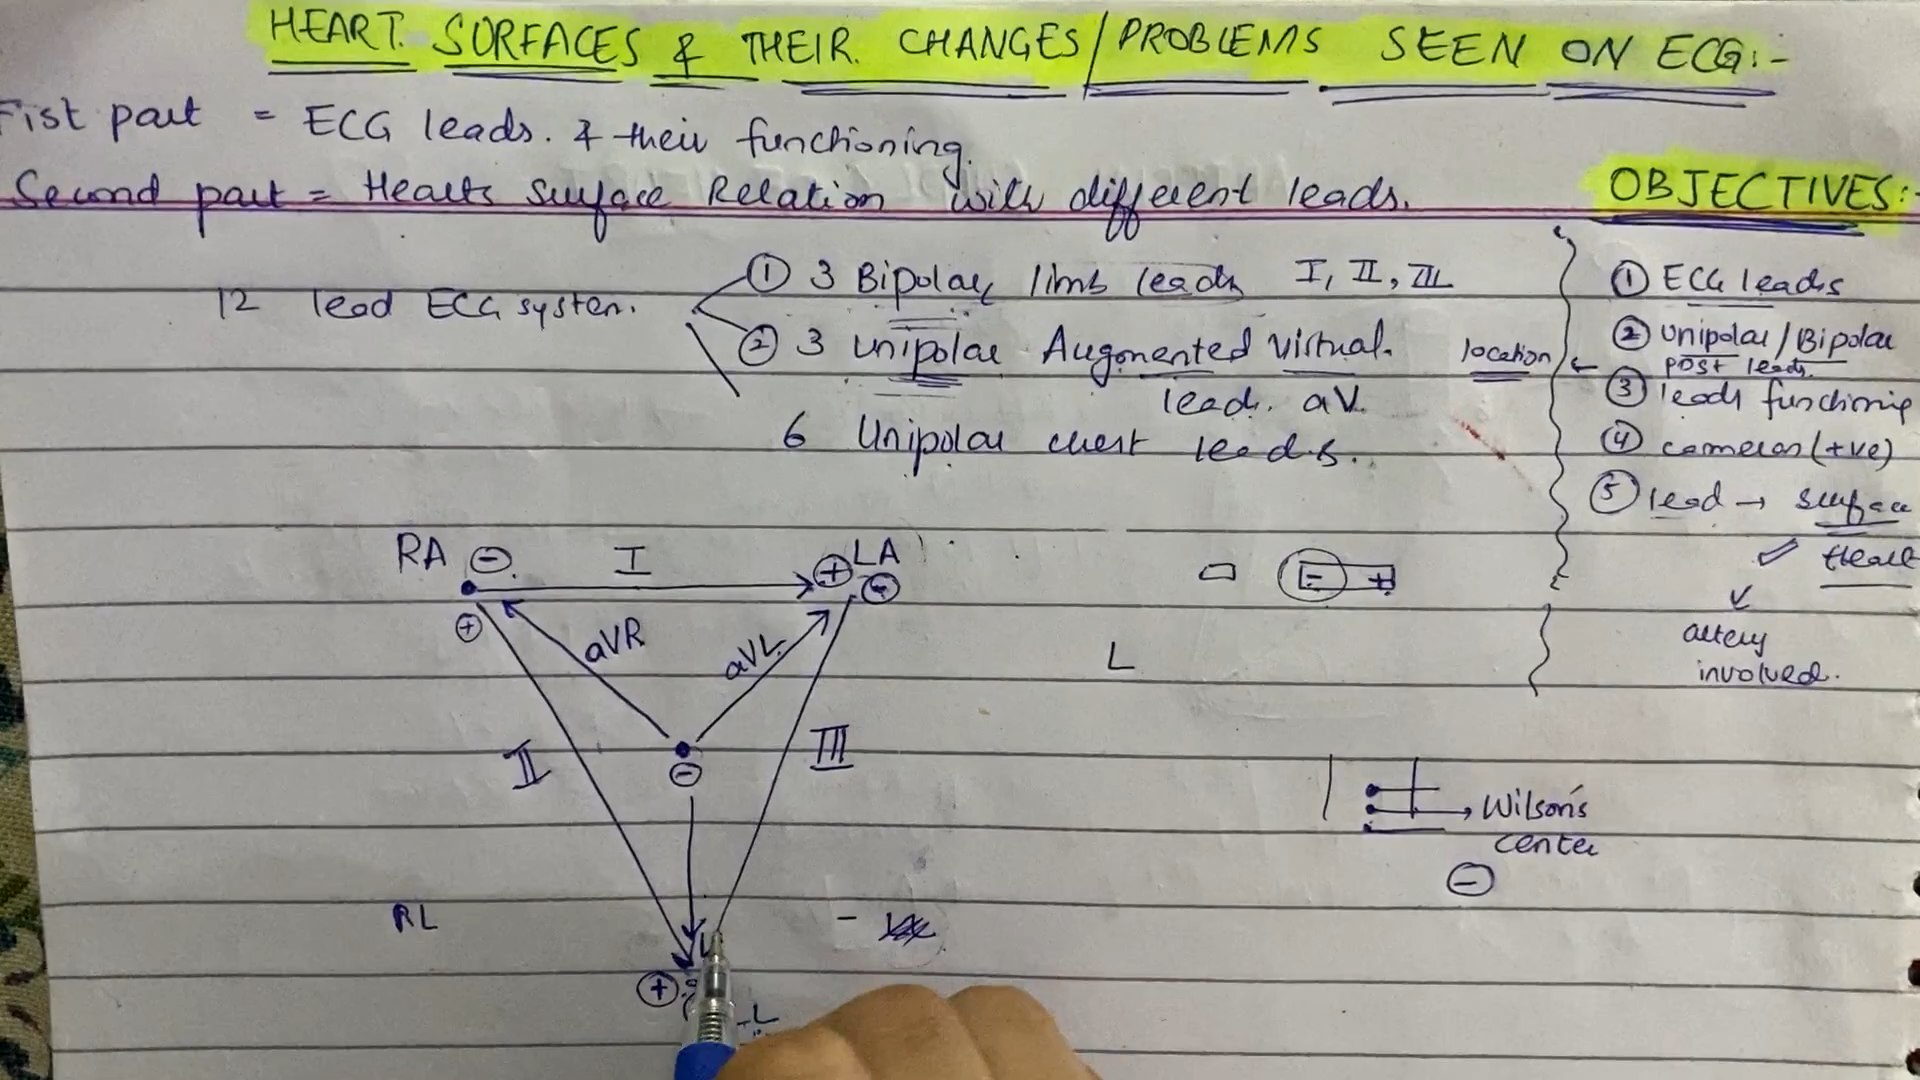 HEART. SURFACES & THEIR CHANGES/PROBLEMS SEEN ON ECG:-
Fist part = ECG leads. & their functioning.
Second part = Hearts surface Relation with different leads.
OBJECTIVES:-
12 lead ECG system.
① 3 Bipolar limb leads I, II, III
② 3 unipolar Augmented virtual. location
lead. aV.
6 Unipolar chest leads.
① ECG leads
② Unipolar/Bipolar
post leads.
③ leads functioning
④ cameras (+ve)
⑤ lead → surface
Heart
artery
involved.
RA ⊖ I ⊕ LA ⊖
⊕
aVR aVL
L
II III
⊖
- + 
Wilson's
center
⊖
RL
⊕
L